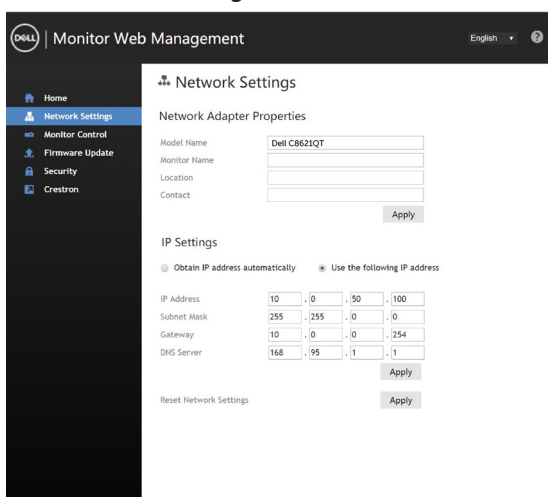 DELL | Monitor Web Management
English
?
Home
Network Settings
Monitor Control
Firmware Update
Security
Crestron
Network Settings
Network Adapter Properties
Model Name Dell C8621QT
Monitor Name
Location
Contact
Apply
IP Settings
Obtain IP address automatically Use the following IP address
IP Address 10 . 0 . 50 . 100
Subnet Mask 255 . 255 . 0 . 0
Gateway 10 . 0 . 0 . 254
DNS Server 168 . 95 . 1 . 1
Apply
Reset Network Settings Apply